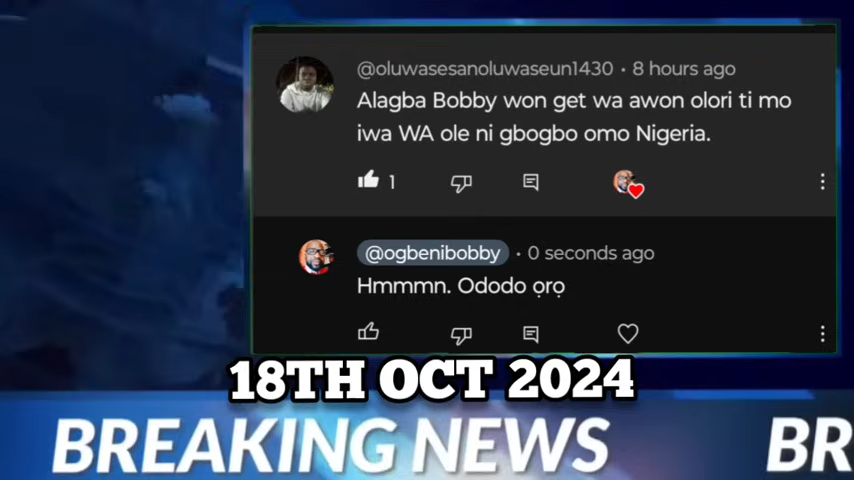 @oluwasesanoluwaseun1430 · 8 hours ago
Alagba Bobby won get wa awon olori ti mo
iwa WA ole ni gbogbo omo Nigeria.
1
@ogbenibobby · 0 seconds ago
Hmmmn. Ododo ọrọ
18TH OCT 2024
BREAKING NEWS BR